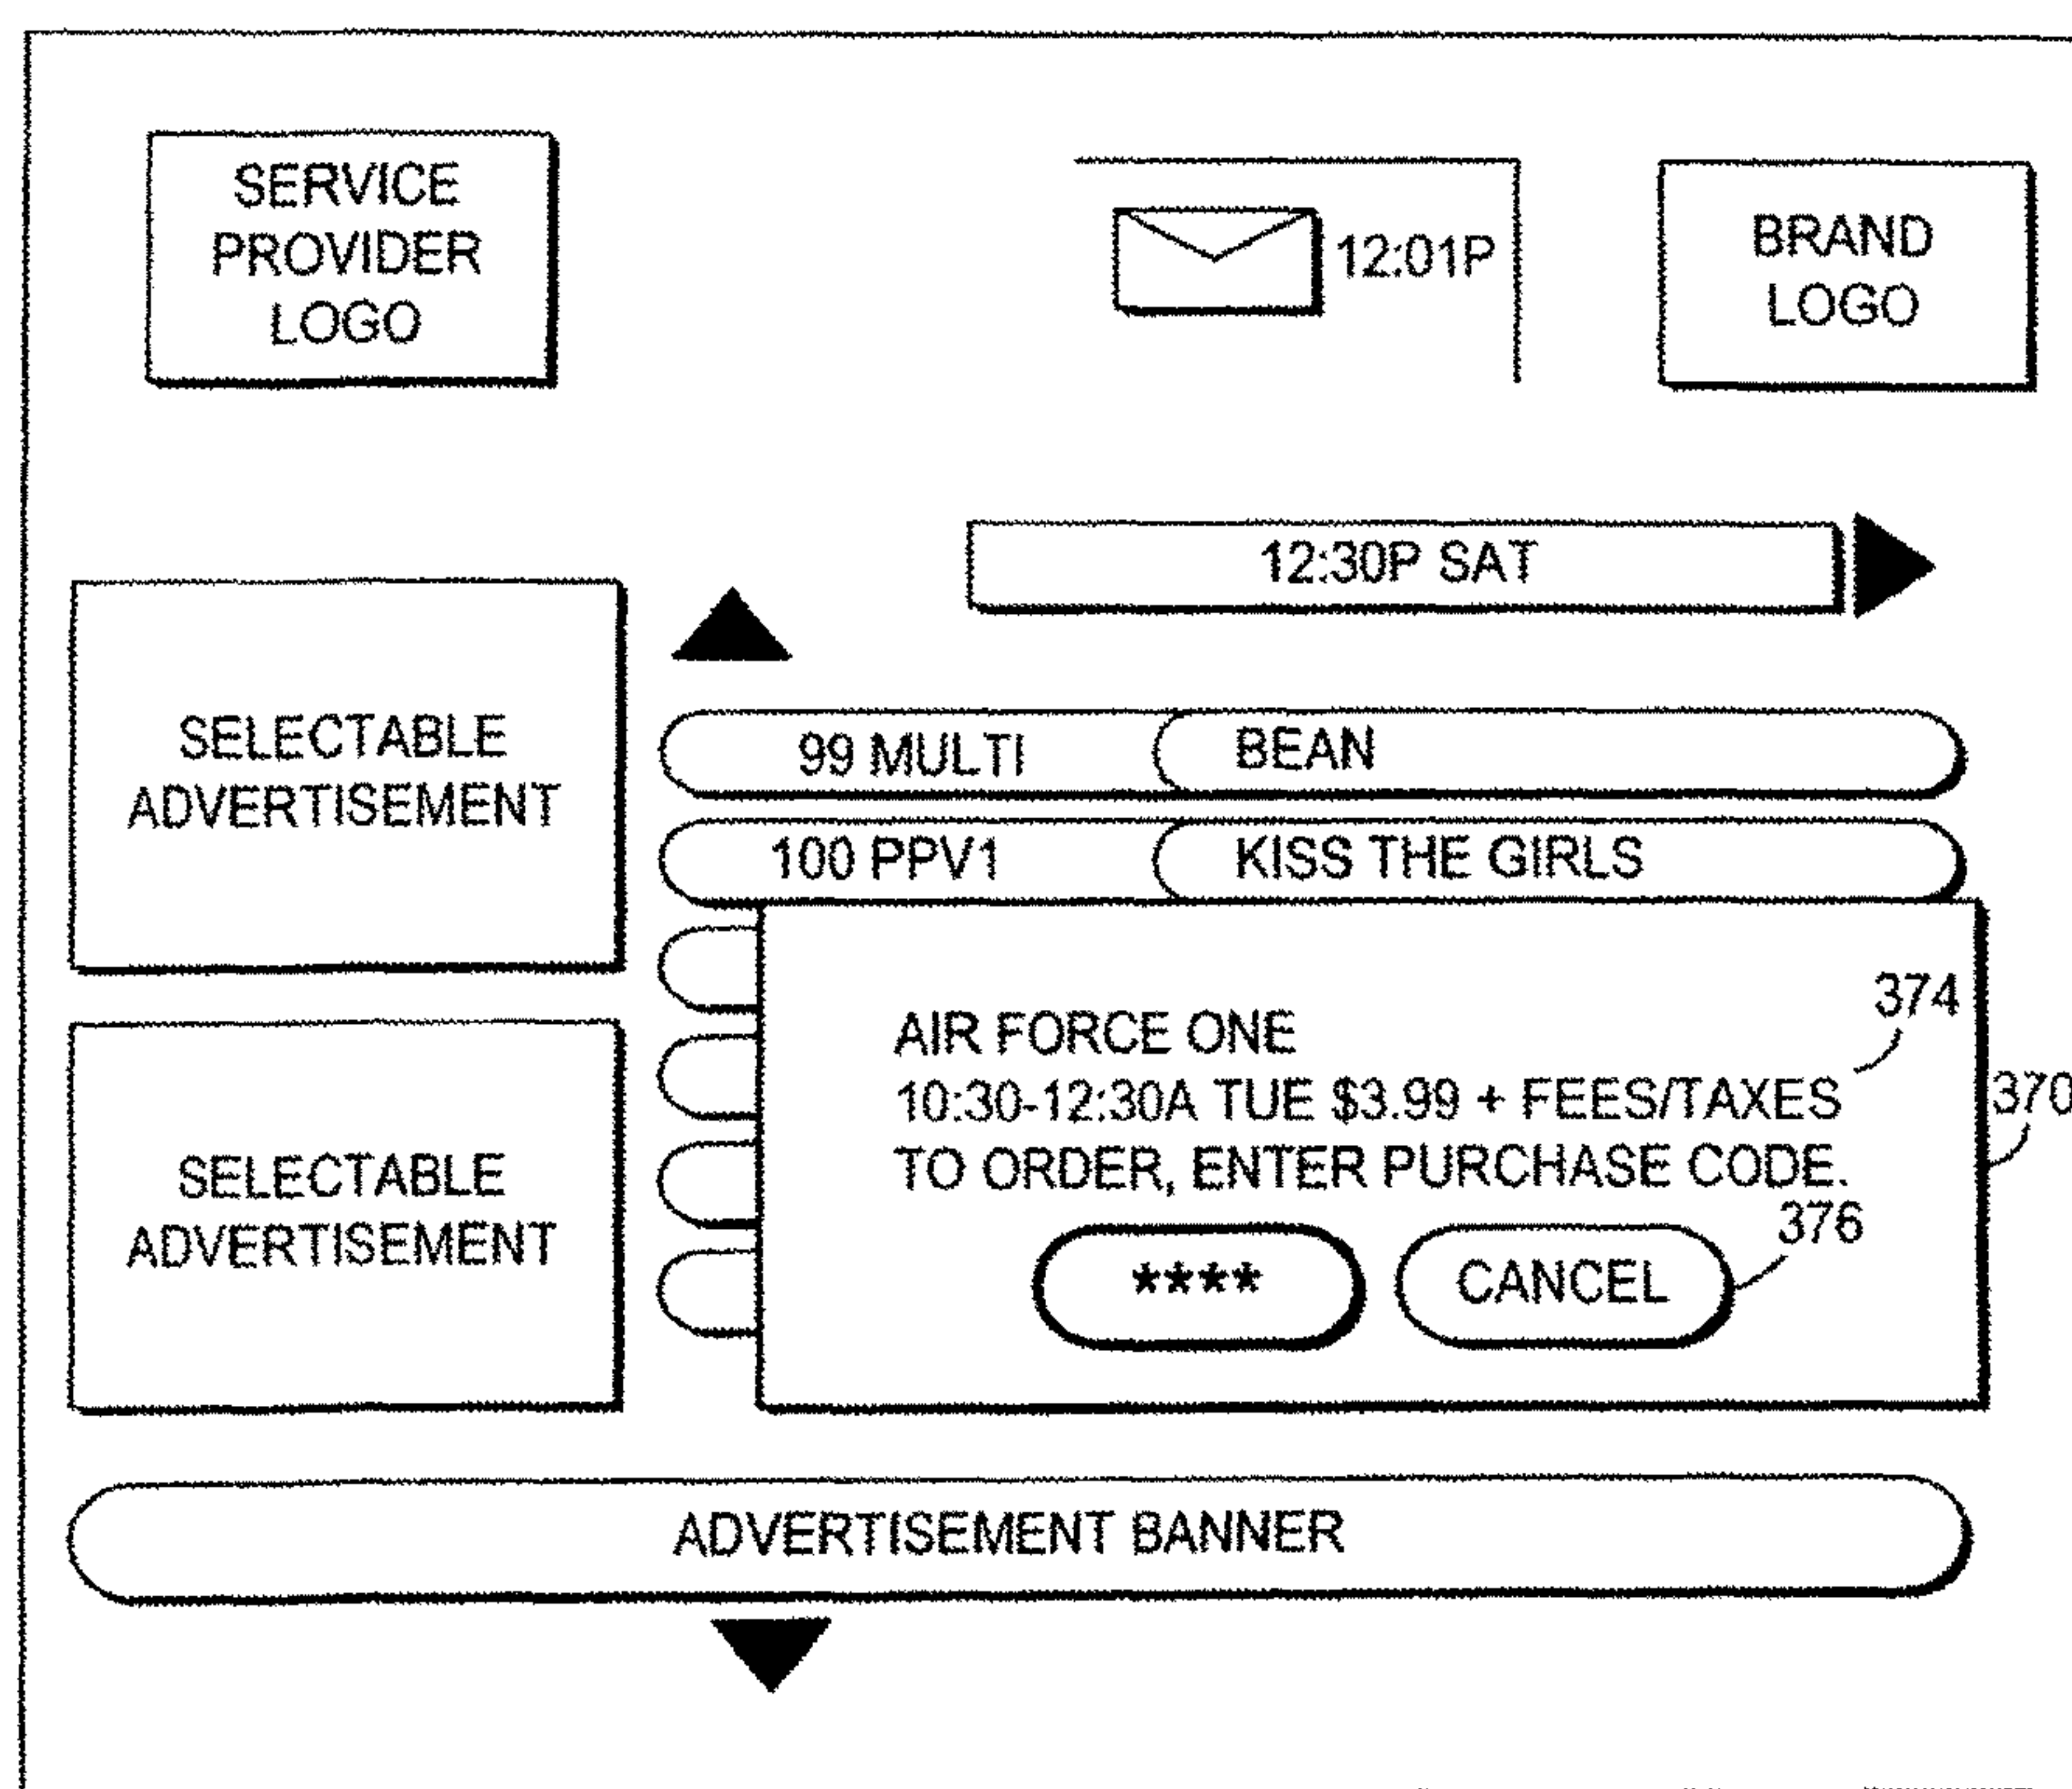 SERVICE
PROVIDER
LOGO
12:01P
BRAND
LOGO
12:30P SAT
SELECTABLE
ADVERTISEMENT
99 MULTI BEAN
100 PPV1 KISS THE GIRLS
374
AIR FORCE ONE
10:30-12:30A TUE $3.99 + FEES/TAXES
370
TO ORDER, ENTER PURCHASE CODE.
376
**** CANCEL
SELECTABLE
ADVERTISEMENT
ADVERTISEMENT BANNER